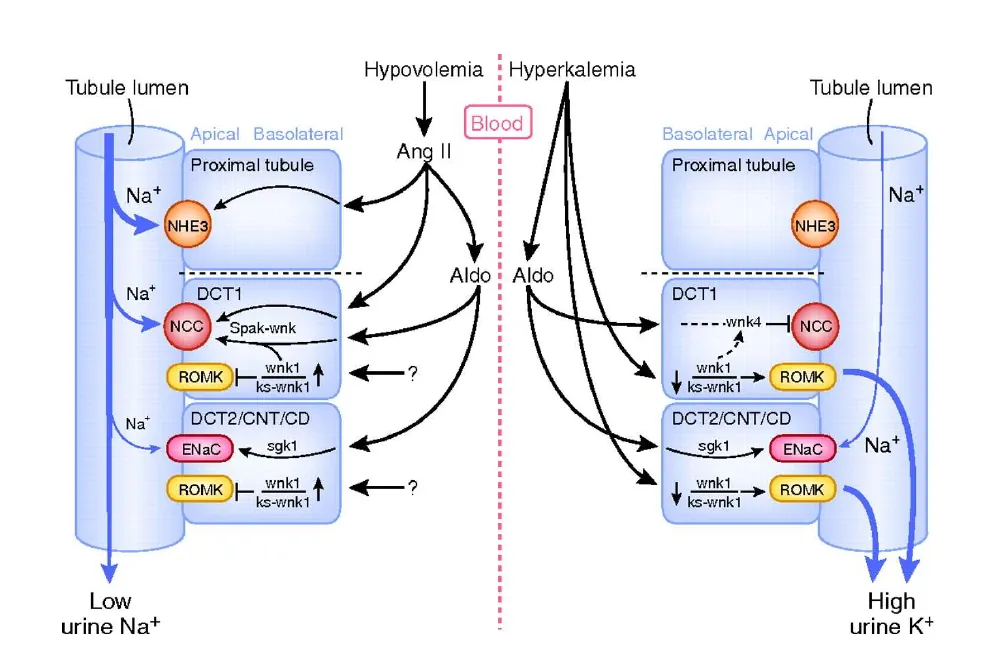 Hypovolemia
Hyperkalemia
Tubule lumen
Tubule lumen
Blood
Apical Basolateral
Basolateral Apical
Proximal tubule
Proximal tubule
Ang II
Na+
NHE3
NHE3
Na+
Aldo
Aldo
DCT1
DCT1
Na+
NCC
Spak-wnk
wnk4
NCC
ROMK
wnk1
ks-wnk1
?
wnk1
ks-wnk1
ROMK
DCT2/CNT/CD
DCT2/CNT/CD
Na+
ENaC
sgk1
sgk1
ENaC
Na+
ROMK
wnk1
ks-wnk1
?
wnk1
ks-wnk1
ROMK
Low
urine Na+
High
urine K+